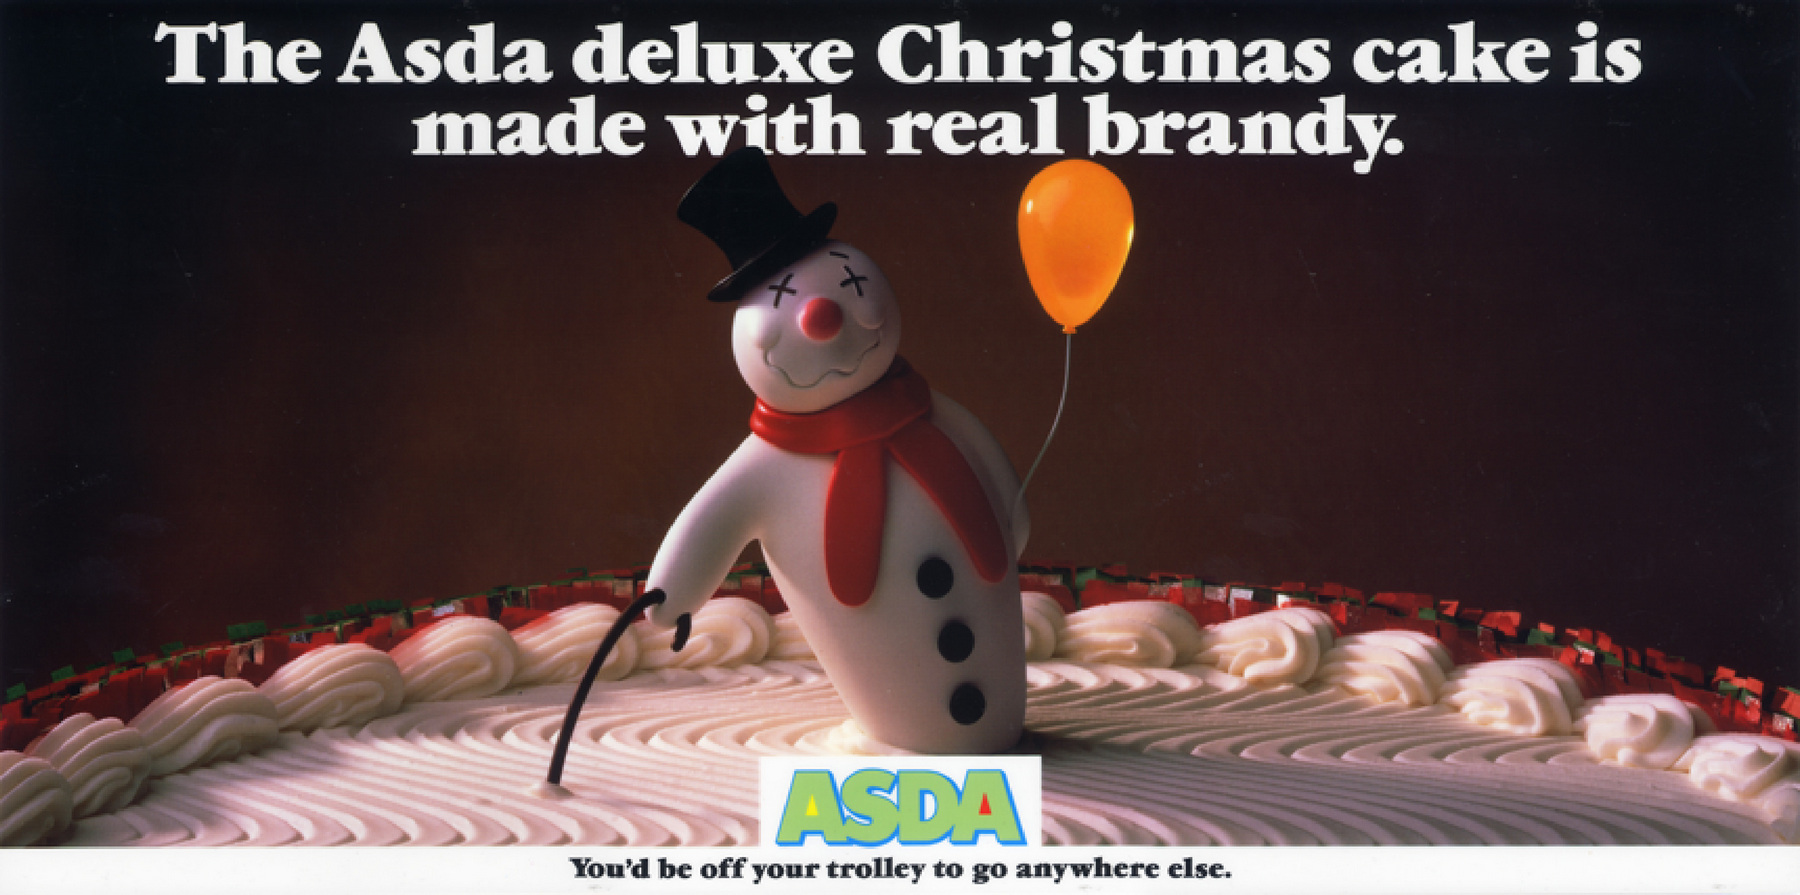 The Asda deluxe Christmas cake is
made with real brandy.
ASDA
You'd be off your trolley to go anywhere else.